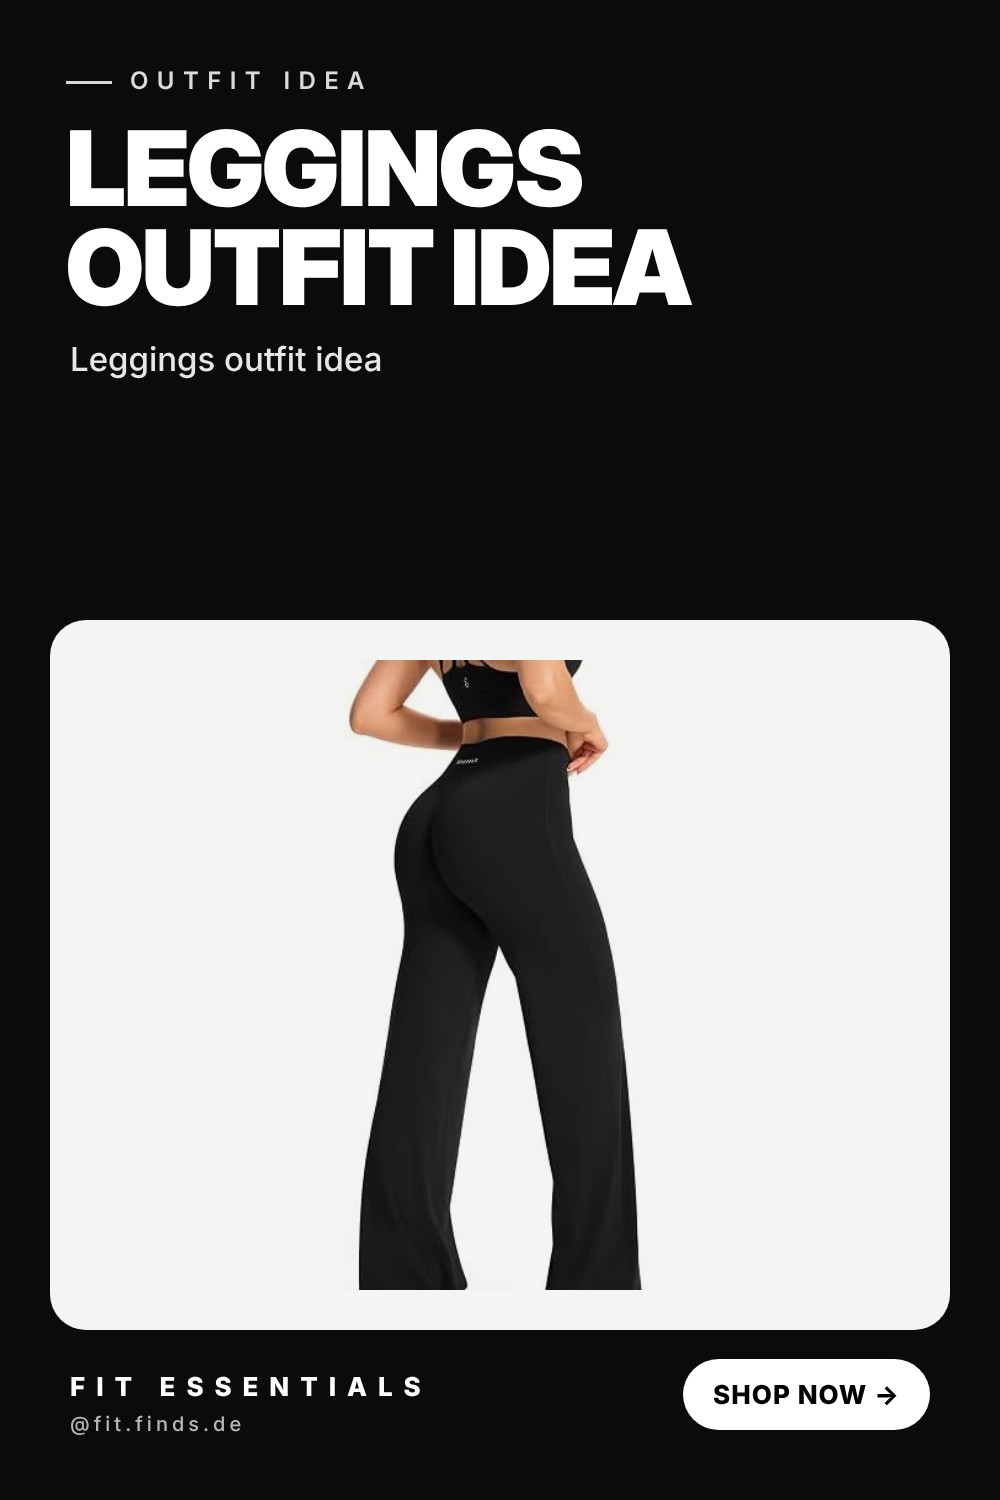 OUTFIT IDEA
LEGGINGS
OUTFIT IDEA
Leggings outfit idea
FIT ESSENTIALS
@fit.finds.de
SHOP NOW →